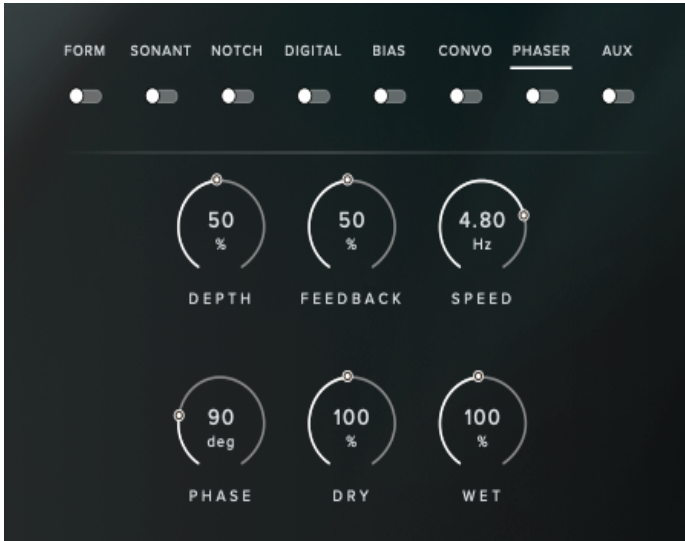 FORM SONANT NOTCH DIGITAL BIAS CONVO PHASER AUX
50 50 4.80
% % Hz
DEPTH FEEDBACK SPEED
90 100 100
deg % %
PHASE DRY WET